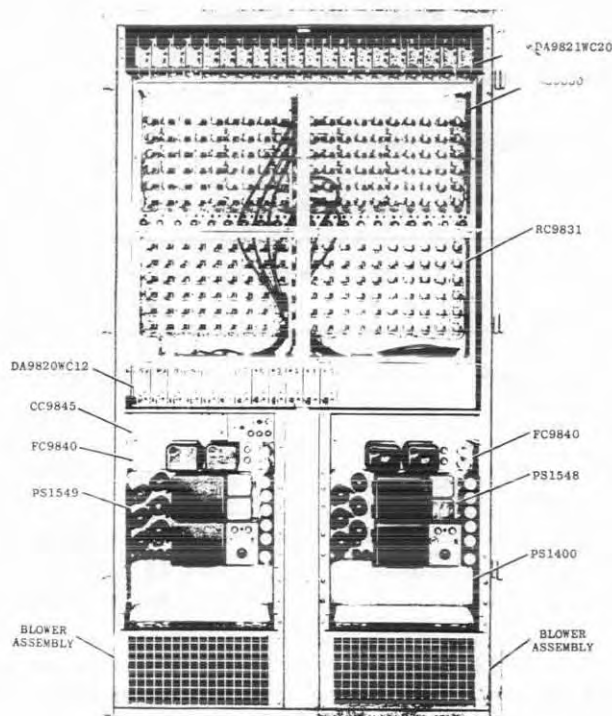 DA9821WC20
RC9831
DA9820WC12
CC9845
FC9840
FC9840
PS1549
PS1548
PS1400
BLOWER
ASSEMBLY
BLOWER
ASSEMBLY